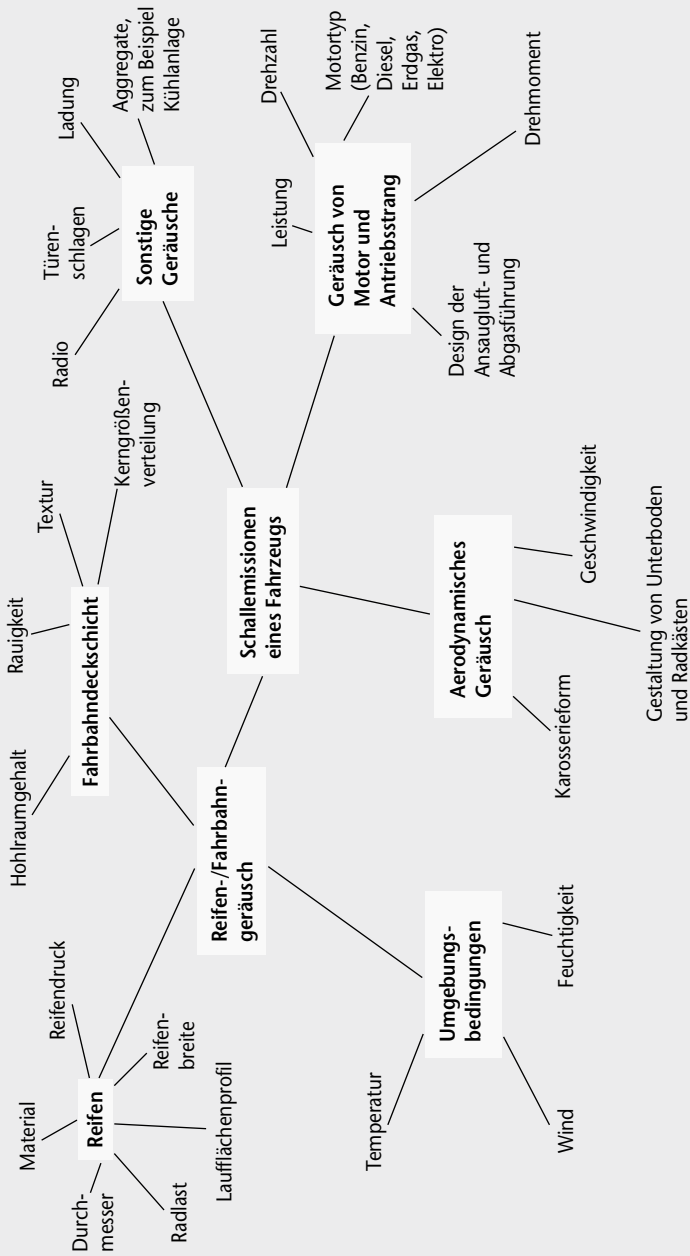 Material
Reifendruck
Durch-
messer
Reifen
Reifen-
breite
Radlast
Laufflächenprofil
Hohlraumgehalt
Rauigkeit
Textur
Fahrbahndeckschicht
Kerngrößen-
verteilung
Reifen-/Fahrbahn-
geräusch
Temperatur
Umgebungs-
bedingungen
Wind
Feuchtigkeit
Schallemissionen
eines Fahrzeugs
Aerodynamisches
Geräusch
Karosserieform
Geschwindigkeit
Gestaltung von Unterboden
und Radkästen
Radio
Türen-
schlagen
Ladung
Aggregate,
zum Beispiel
Kühlanlage
Sonstige
Geräusche
Leistung
Drehzahl
Motortyp
(Benzin,
Diesel,
Erdgas,
Elektro)
Geräusch von
Motor und
Antriebsstrang
Design der
Ansaugluft- und
Abgasführung
Drehmoment